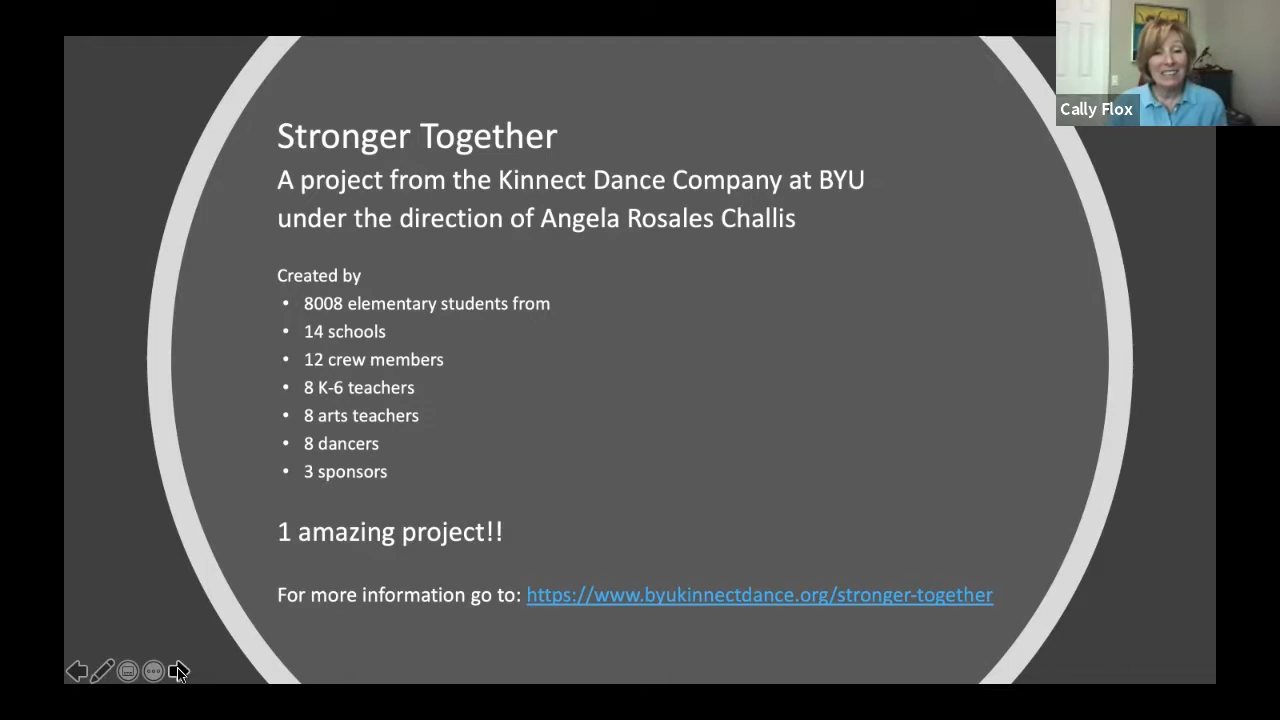 Stronger Together
A project from the Kinnect Dance Company at BYU
under the direction of Angela Rosales Challis
Created by
• 8008 elementary students from
• 14 schools
• 12 crew members
• 8 K-6 teachers
• 8 arts teachers
• 8 dancers
• 3 sponsors
1 amazing project!!
For more information go to: https://www.byukinnectdance.org/stronger-together
Cally Flox